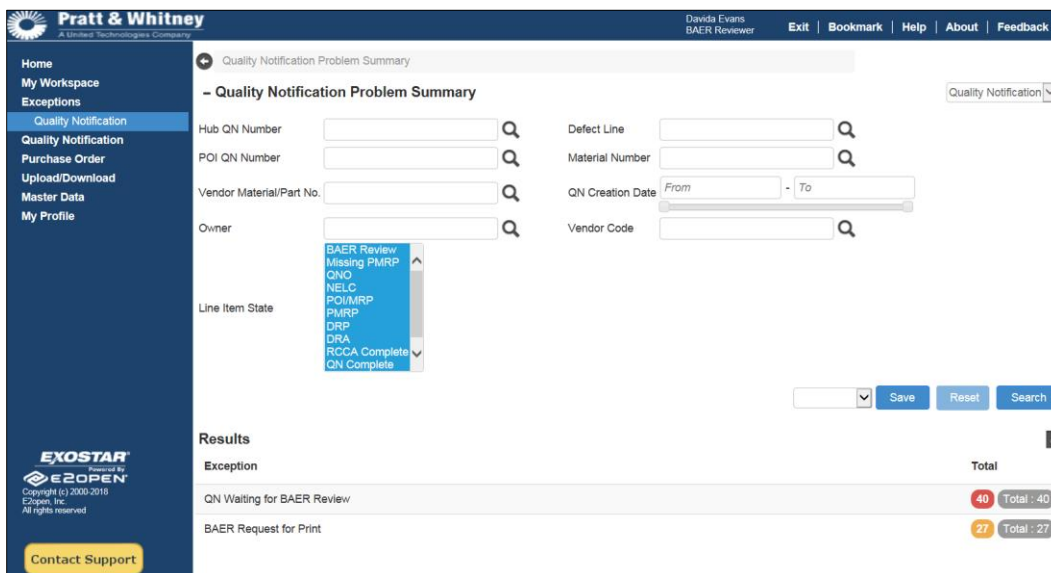 Pratt & Whitney
A United Technologies Company
Davida Evans
BAER Reviewer
Exit | Bookmark | Help | About | Feedback
Home
My Workspace
Exceptions
Quality Notification
Quality Notification
Purchase Order
Upload/Download
Master Data
My Profile
Quality Notification Problem Summary
– Quality Notification Problem Summary
Quality Notification
Hub QN Number
Defect Line
POI QN Number
Material Number
Vendor Material/Part No.
QN Creation Date From - To
Owner
Vendor Code
Line Item State
BAER Review
Missing PMRP
QNO
NELC
POI/MRP
PMRP
DRP
DRA
RCCA Complete
QN Complete
Save Reset Search
Results
Exception Total
QN Waiting for BAER Review 40 Total : 40
BAER Request for Print 27 Total : 27
EXOSTAR
Powered By
E2OPEN
Copyright (c) 2000-2018
E2open, Inc.
All rights reserved
Contact Support